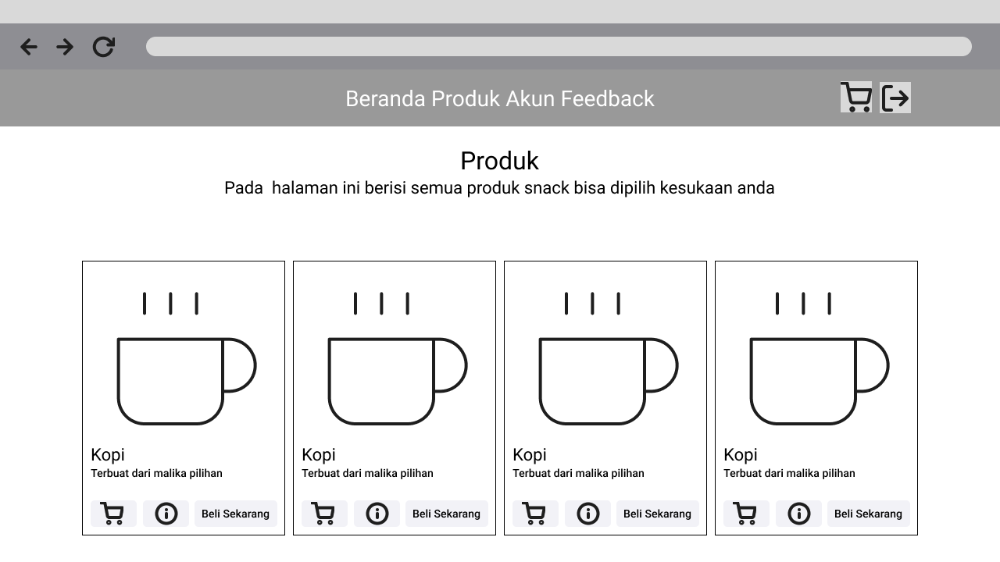 Beranda Produk Akun Feedback
Produk
Pada  halaman ini berisi semua produk snack bisa dipilih kesukaan anda
Kopi
Terbuat dari malika pilihan
Beli Sekarang
Kopi
Terbuat dari malika pilihan
Beli Sekarang
Kopi
Terbuat dari malika pilihan
Beli Sekarang
Kopi
Terbuat dari malika pilihan
Beli Sekarang